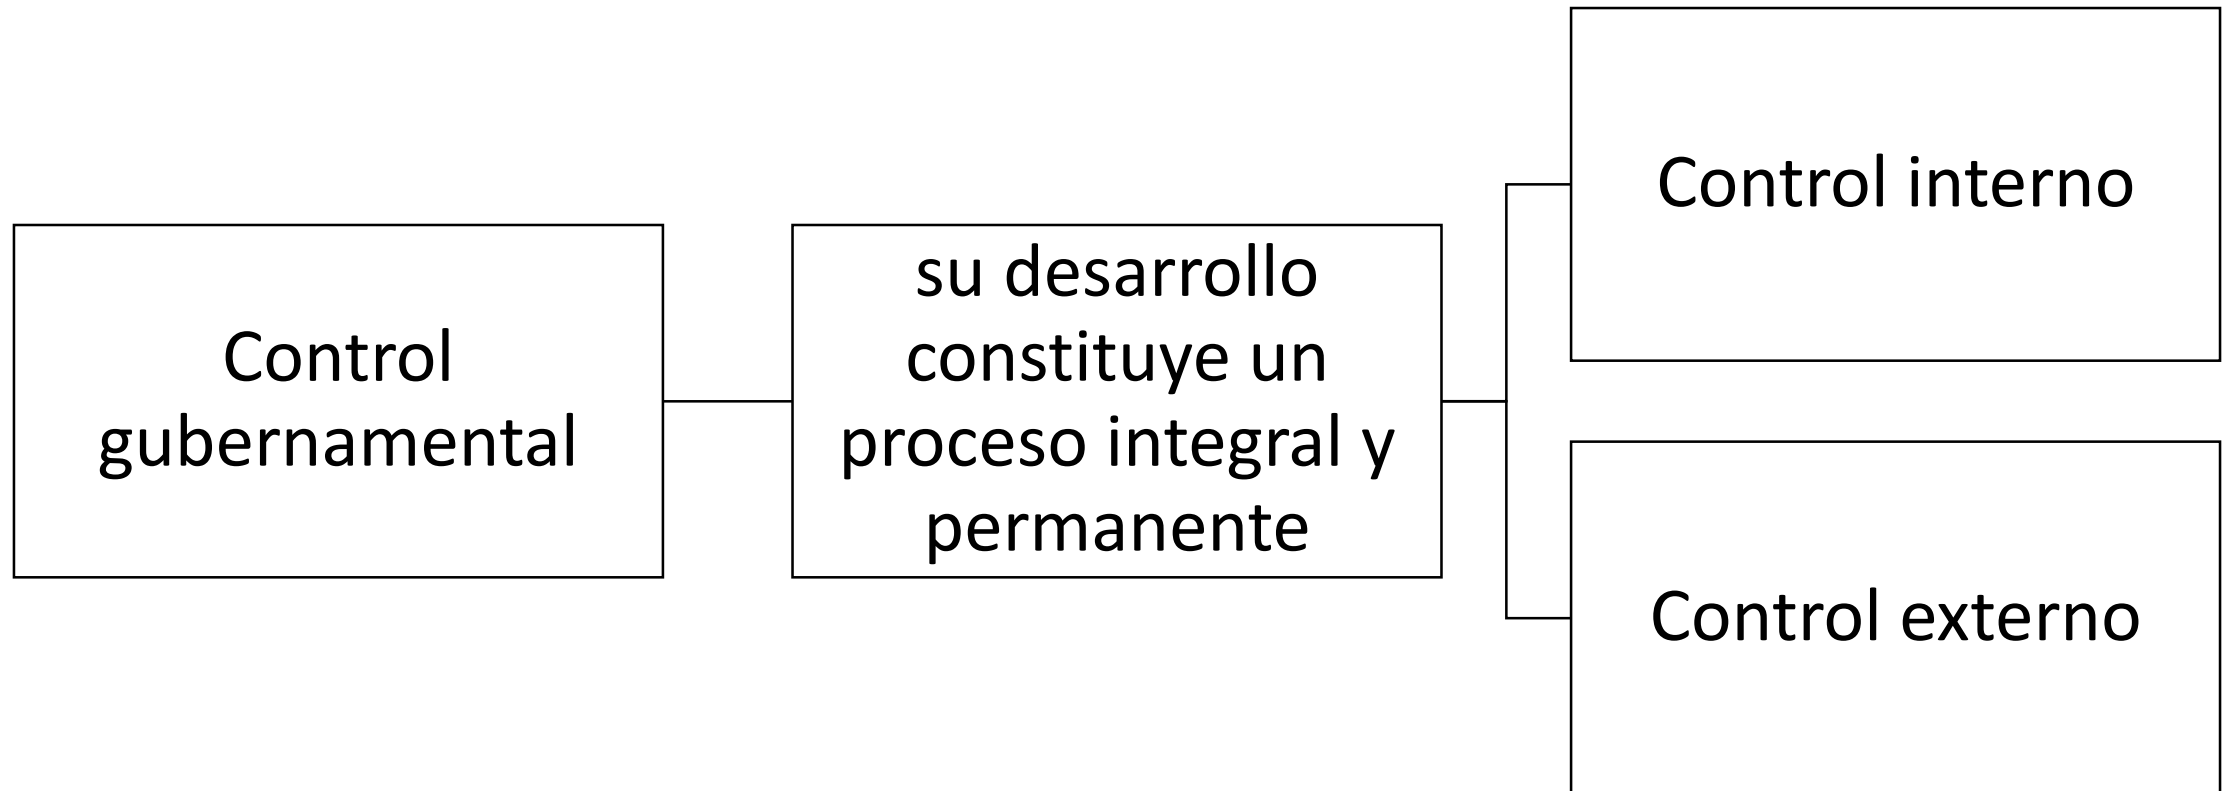 Control
gubernamental
su desarrollo
constituye un
proceso integral y
permanente
Control interno
Control externo